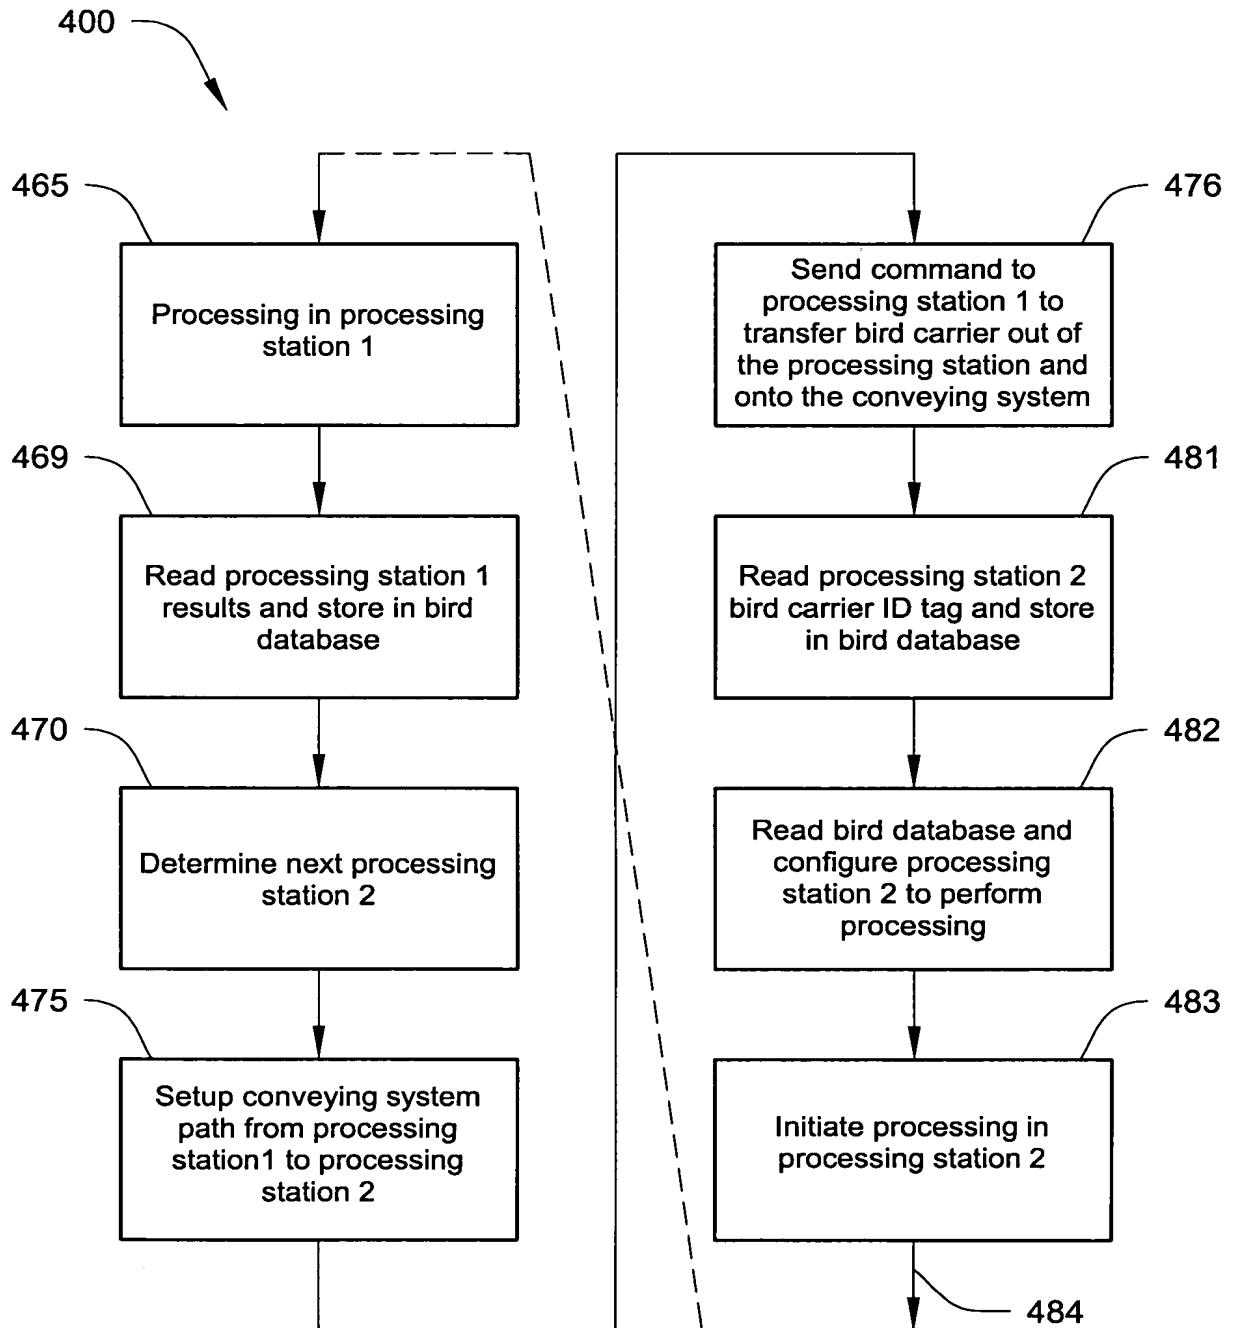 400
465
Processing in processing
station 1
469
Read processing station 1
results and store in bird
database
470
Determine next processing
station 2
475
Setup conveying system
path from processing
station1 to processing
station 2
476
Send command to
processing station 1 to
transfer bird carrier out of
the processing station and
onto the conveying system
481
Read processing station 2
bird carrier ID tag and store
in bird database
482
Read bird database and
configure processing
station 2 to perform
processing
483
Initiate processing in
processing station 2
484